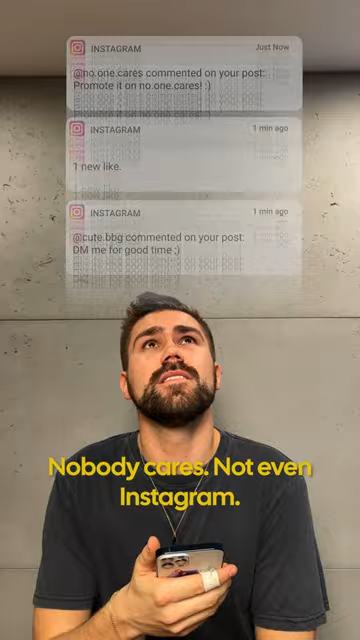 INSTAGRAM
Just Now
@no.one.cares commented on your post:
Promote it on no.one.cares! :)
INSTAGRAM
1 min ago
1 new like.
INSTAGRAM
1 min ago
@cute.bbg commented on your post:
DM me for good time ;)
Nobody cares. Not even
Instagram.